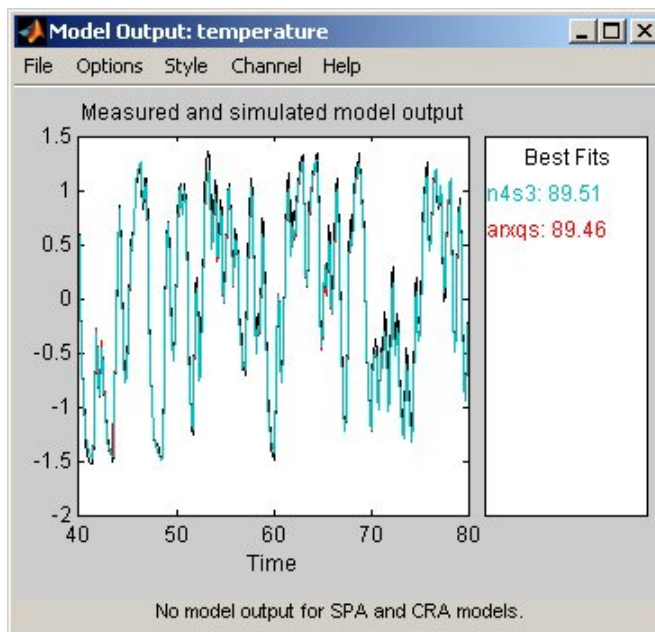 Model Output: temperature
File Options Style Channel Help
Measured and simulated model output
1.5
1
0.5
0
-0.5
-1
-1.5
-2
40 50 60 70 80
Time
Best Fits
n4s3: 89.51
arxqs: 89.46
No model output for SPA and CRA models.